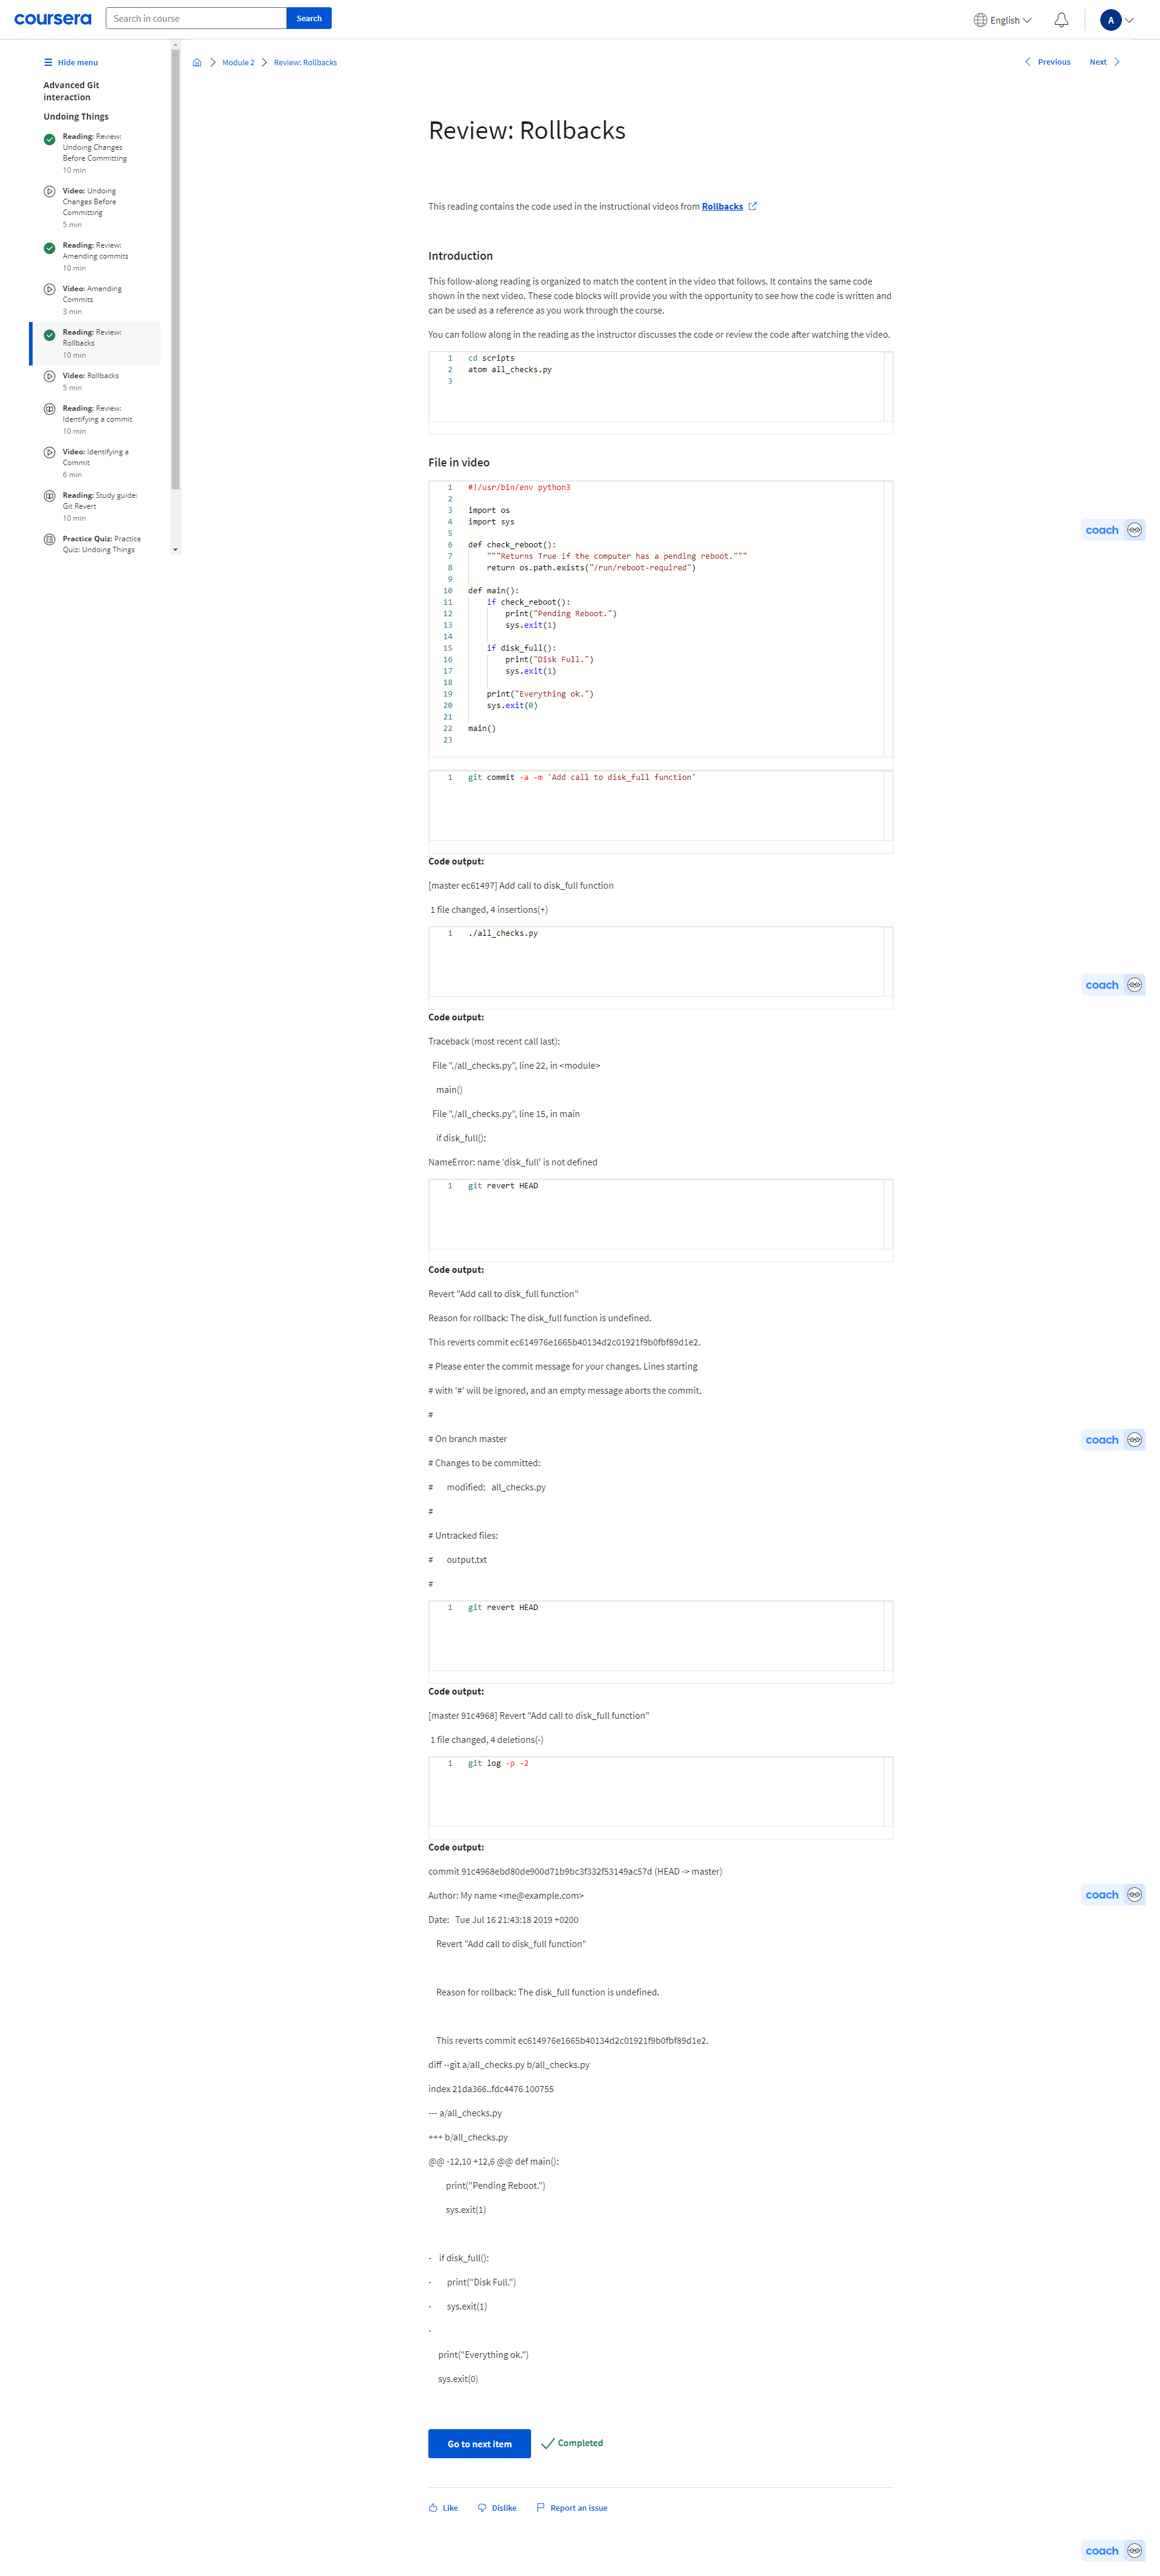 coursera
Search in course
Search
English
A
Hide menu
Advanced Git
interaction
Undoing Things
Reading: Review:
Undoing Changes
Before Committing
10 min
Video: Undoing
Changes Before
Committing
5 min
Reading: Review:
Amending commits
10 min
Video: Amending
Commits
3 min
Reading: Review:
Rollbacks
10 min
Video: Rollbacks
5 min
Reading: Review:
Identifying a commit
10 min
Video: Identifying a
Commit
6 min
Reading: Study guide:
Git Revert
10 min
Practice Quiz: Practice
Quiz: Undoing Things
Module 2
Review: Rollbacks
Previous
Next
Review: Rollbacks
This reading contains the code used in the instructional videos from Rollbacks
Introduction
This follow-along reading is organized to match the content in the video that follows. It contains the same code
shown in the next video. These code blocks will provide you with the opportunity to see how the code is written and
can be used as a reference as you work through the course.
You can follow along in the reading as the instructor discusses the code or review the code after watching the video.
1 cd scripts
2 atom all_checks.py
3
File in video
1 #!/usr/bin/env python3
2
3 import os
4 import sys
5
6 def check_reboot():
7     """Returns True if the computer has a pending reboot."""
8     return os.path.exists("/run/reboot-required")
9
10 def main():
11     if check_reboot():
12         print("Pending Reboot.")
13         sys.exit(1)
14
15     if disk_full():
16         print("Disk Full.")
17         sys.exit(1)
18
19     print("Everything ok.")
20     sys.exit(0)
21
22 main()
23
coach
1 git commit -a -m 'Add call to disk_full function'
Code output:
[master ec61497] Add call to disk_full function
1 file changed, 4 insertions(+)
1 ./all_checks.py
coach
Code output:
Traceback (most recent call last):
File "./all_checks.py", line 22, in <module>
main()
File "./all_checks.py", line 15, in main
if disk_full():
NameError: name 'disk_full' is not defined
1 git revert HEAD
Code output:
Revert "Add call to disk_full function"
Reason for rollback: The disk_full function is undefined.
This reverts commit ec614976e1665b40134d2c01921f9b0fbf89d1e2.
# Please enter the commit message for your changes. Lines starting
# with '#' will be ignored, and an empty message aborts the commit.
#
# On branch master
coach
# Changes to be committed:
#       modified:   all_checks.py
#
# Untracked files:
#       output.txt
#
1 git revert HEAD
Code output:
[master 91c4968] Revert "Add call to disk_full function"
1 file changed, 4 deletions(-)
1 git log -p -2
Code output:
commit 91c4968ebd80de900d71b9bc3f332f53149ac57d (HEAD -> master)
Author: My name <me@example.com>
coach
Date:   Tue Jul 16 21:43:18 2019 +0200
Revert "Add call to disk_full function"
Reason for rollback: The disk_full function is undefined.
This reverts commit ec614976e1665b40134d2c01921f9b0fbf89d1e2.
diff --git a/all_checks.py b/all_checks.py
index 21da366..fdc4476 100755
--- a/all_checks.py
+++ b/all_checks.py
@@ -12,10 +12,6 @@ def main():
print("Pending Reboot.")
sys.exit(1)
-    if disk_full():
-        print("Disk Full.")
-        sys.exit(1)
-
print("Everything ok.")
sys.exit(0)
Go to next item
Completed
Like
Dislike
Report an issue
coach